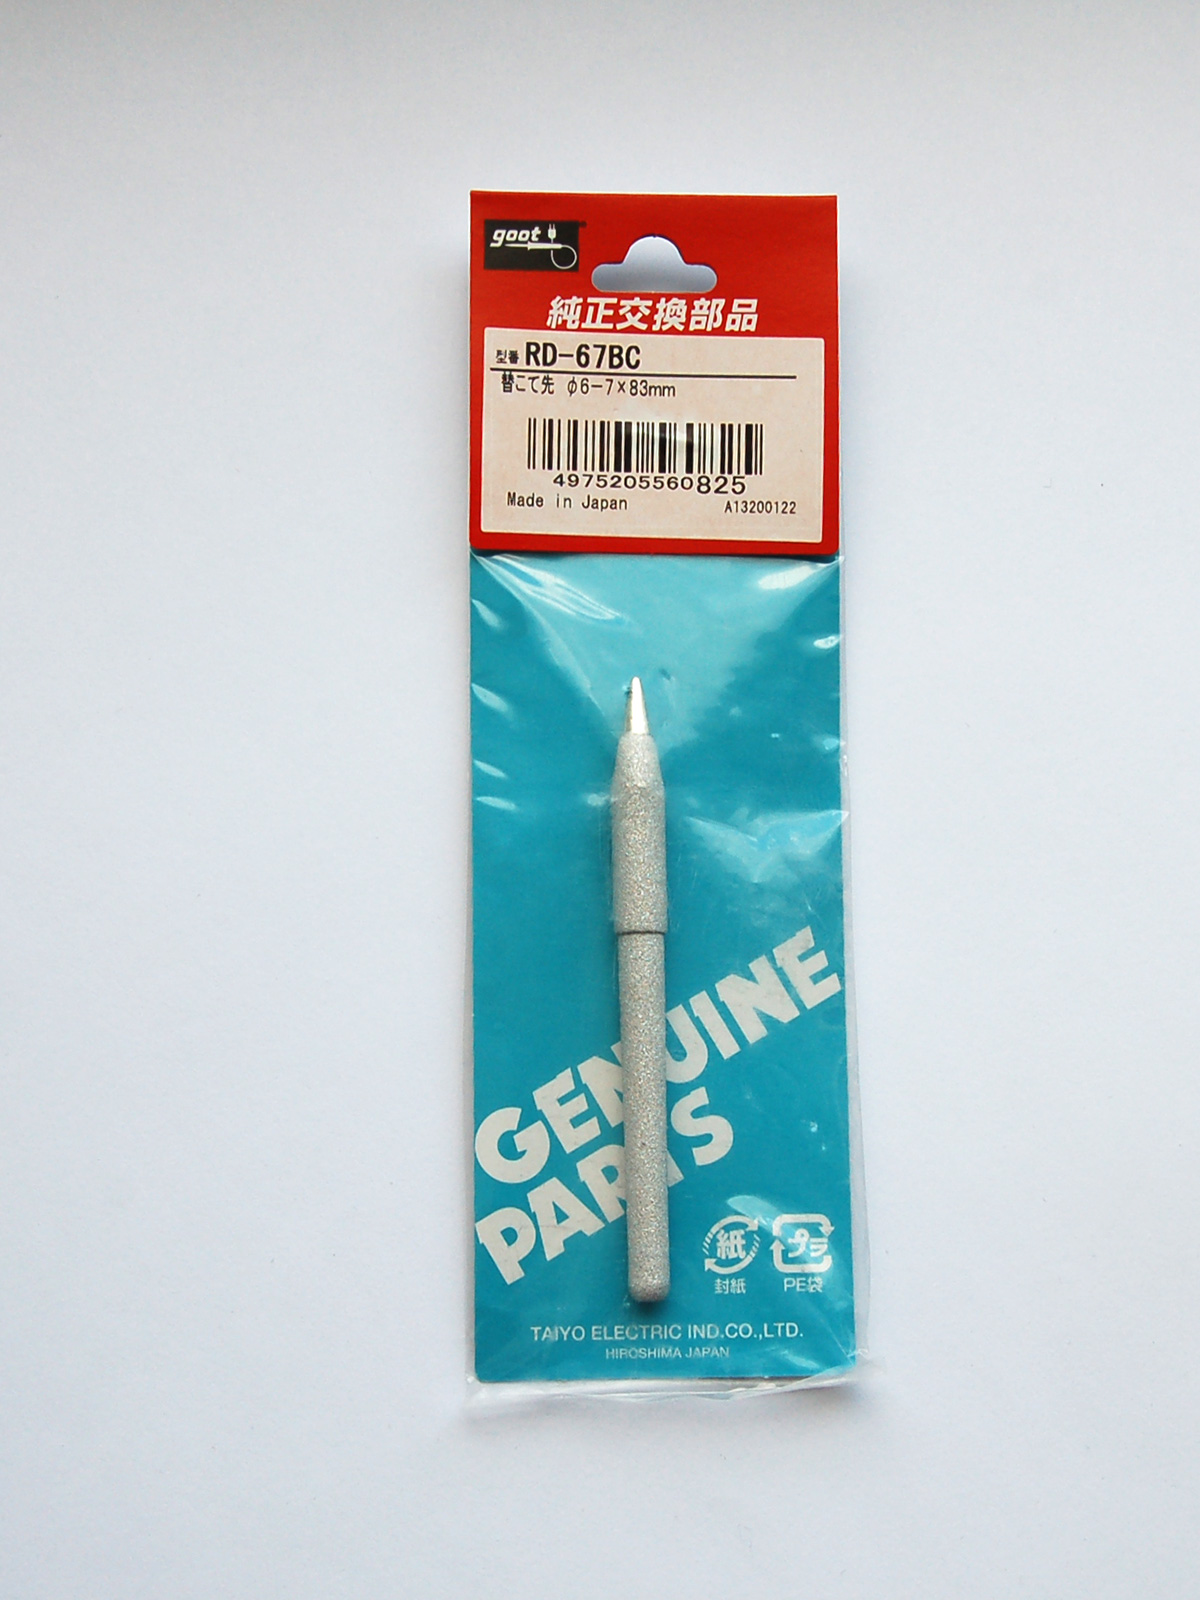 goot
純正交換部品
型番 RD-67BC
替こて先 φ6-7×83mm
4975205560825
Made in Japan A13200122
GENUINE
PARTS
紙 プラ
封紙 PE袋
TAIYO ELECTRIC IND.CO.,LTD.
HIROSHIMA JAPAN